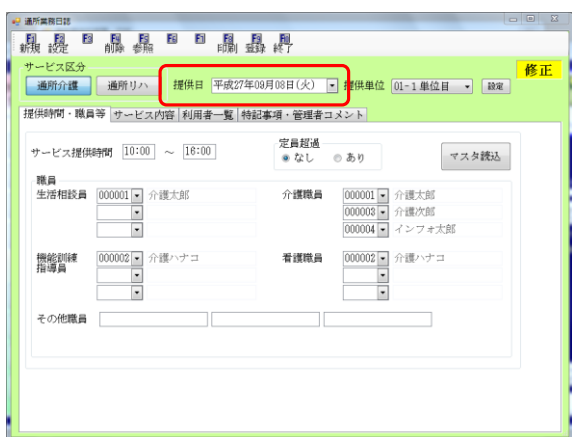 通所業務日誌
F1 F2 F3 F4 F5 F6 F7 F8 F9
新規 設定 削除 参照 印刷 登録 終了
サービス区分
修正
通所介護 通所リハ 提供日 平成27年09月08日(火) 提供単位 01-1単位目 設定
提供時間・職員等 サービス内容 利用者一覧 特記事項・管理者コメント
サービス提供時間 10:00 ～ 16:00
定員超過
なし あり
マスタ読込
職員
生活相談員 000001 介護太郎 介護職員 000001 介護太郎
000003 介護次郎
000004 インフォ太郎
機能訓練 000002 介護ハナコ 看護職員 000002 介護ハナコ
指導員
その他職員